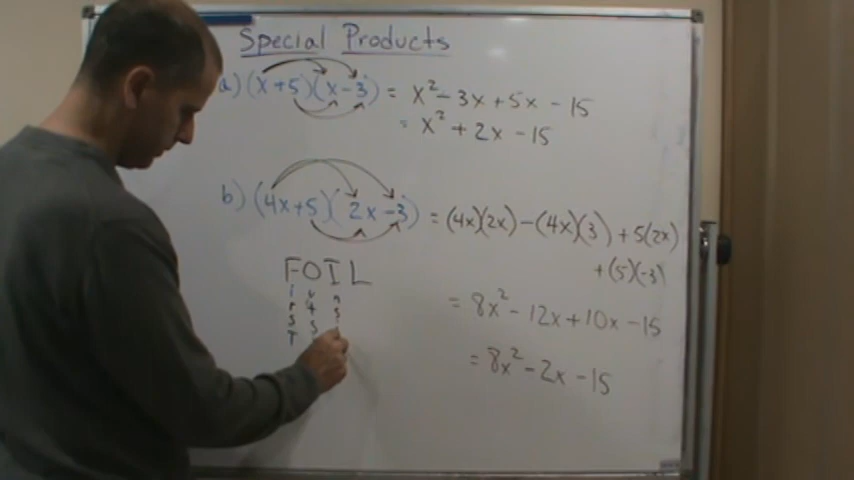 Special Products
a) (x+5)(x-3) = x² - 3x + 5x - 15
= x² + 2x - 15
b) (4x+5)(2x-3) = (4x)(2x) - (4x)(3) + 5(2x)
+ (5)(-3)
FOIL
= 8x² - 12x + 10x - 15
= 8x² - 2x - 15